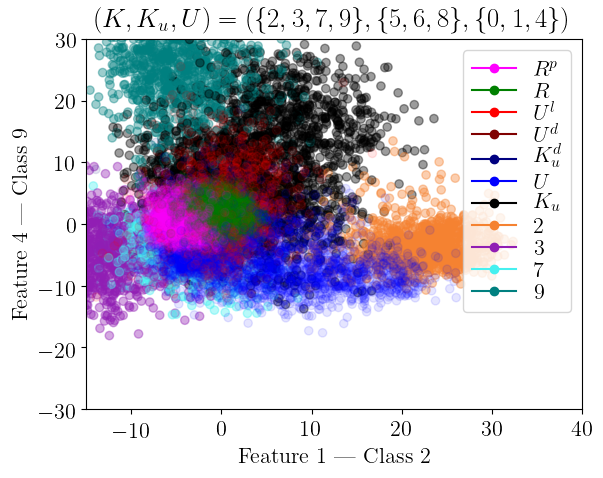 (K, K_u, U) = ({2, 3, 7, 9}, {5, 6, 8}, {0, 1, 4})
Feature 4 — Class 9
30
20
10
0
−10
−20
−30
−10
0
10
20
30
40
Feature 1 — Class 2
R^p
R
U^l
U^d
K_u^d
U
K_u
2
3
7
9